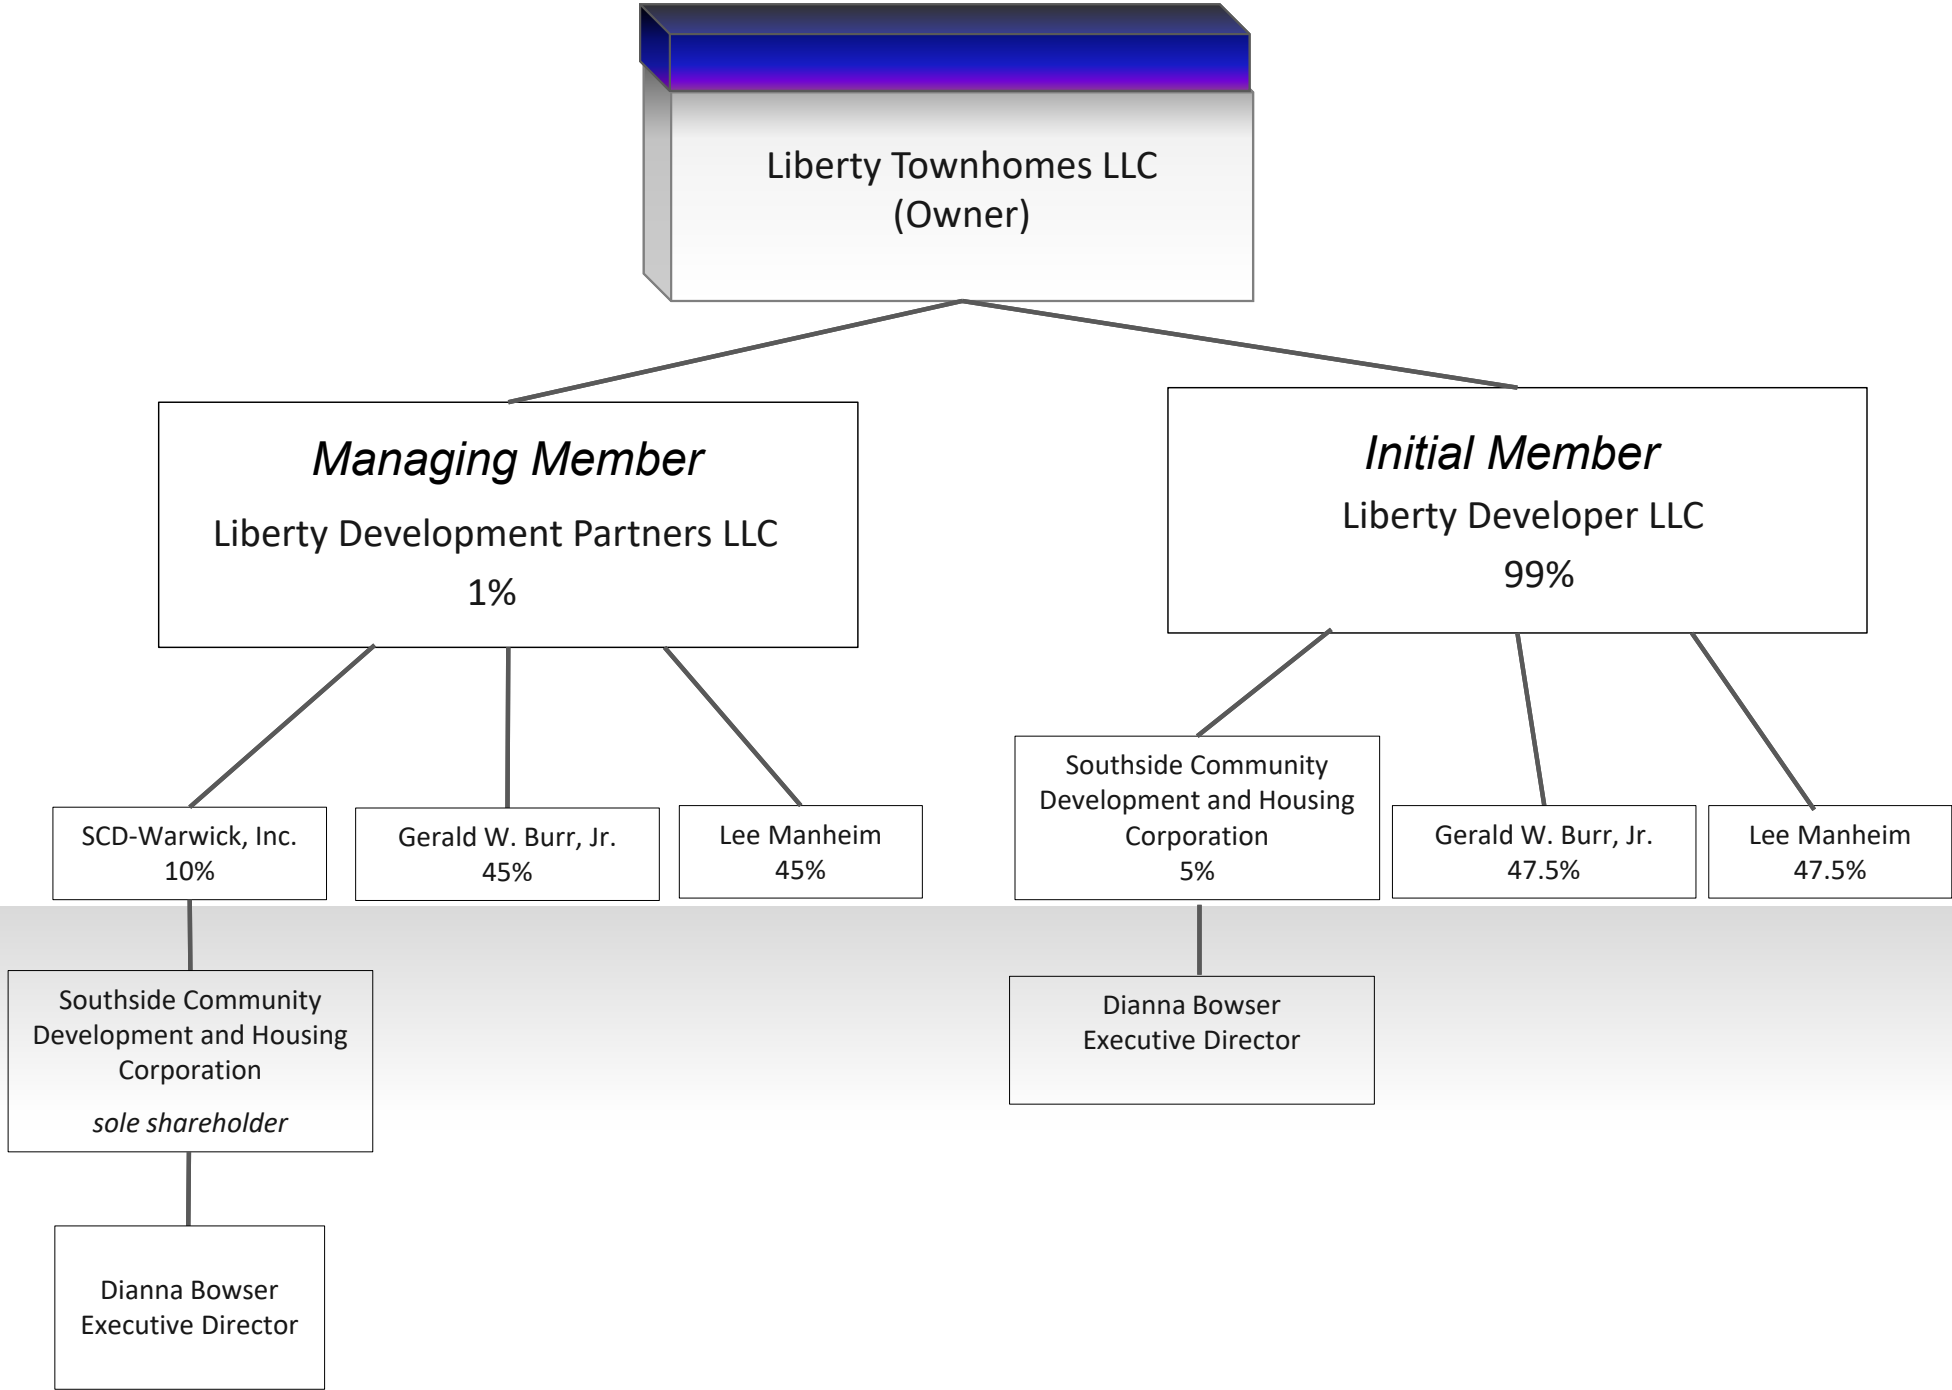 Liberty Townhomes LLC
(Owner)
Managing Member
Liberty Development Partners LLC
1%
Initial Member
Liberty Developer LLC
99%
SCD-Warwick, Inc.
10%
Gerald W. Burr, Jr.
45%
Lee Manheim
45%
Southside Community
Development and Housing
Corporation
5%
Gerald W. Burr, Jr.
47.5%
Lee Manheim
47.5%
Southside Community
Development and Housing
Corporation
sole shareholder
Dianna Bowser
Executive Director
Dianna Bowser
Executive Director